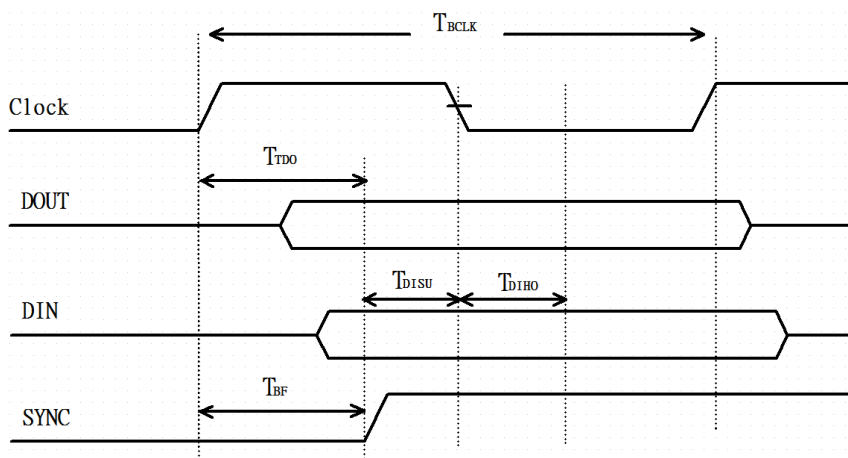 TBCLK
Clock
TTDO
DOUT
TDISU
TDIHO
DIN
TBF
SYNC